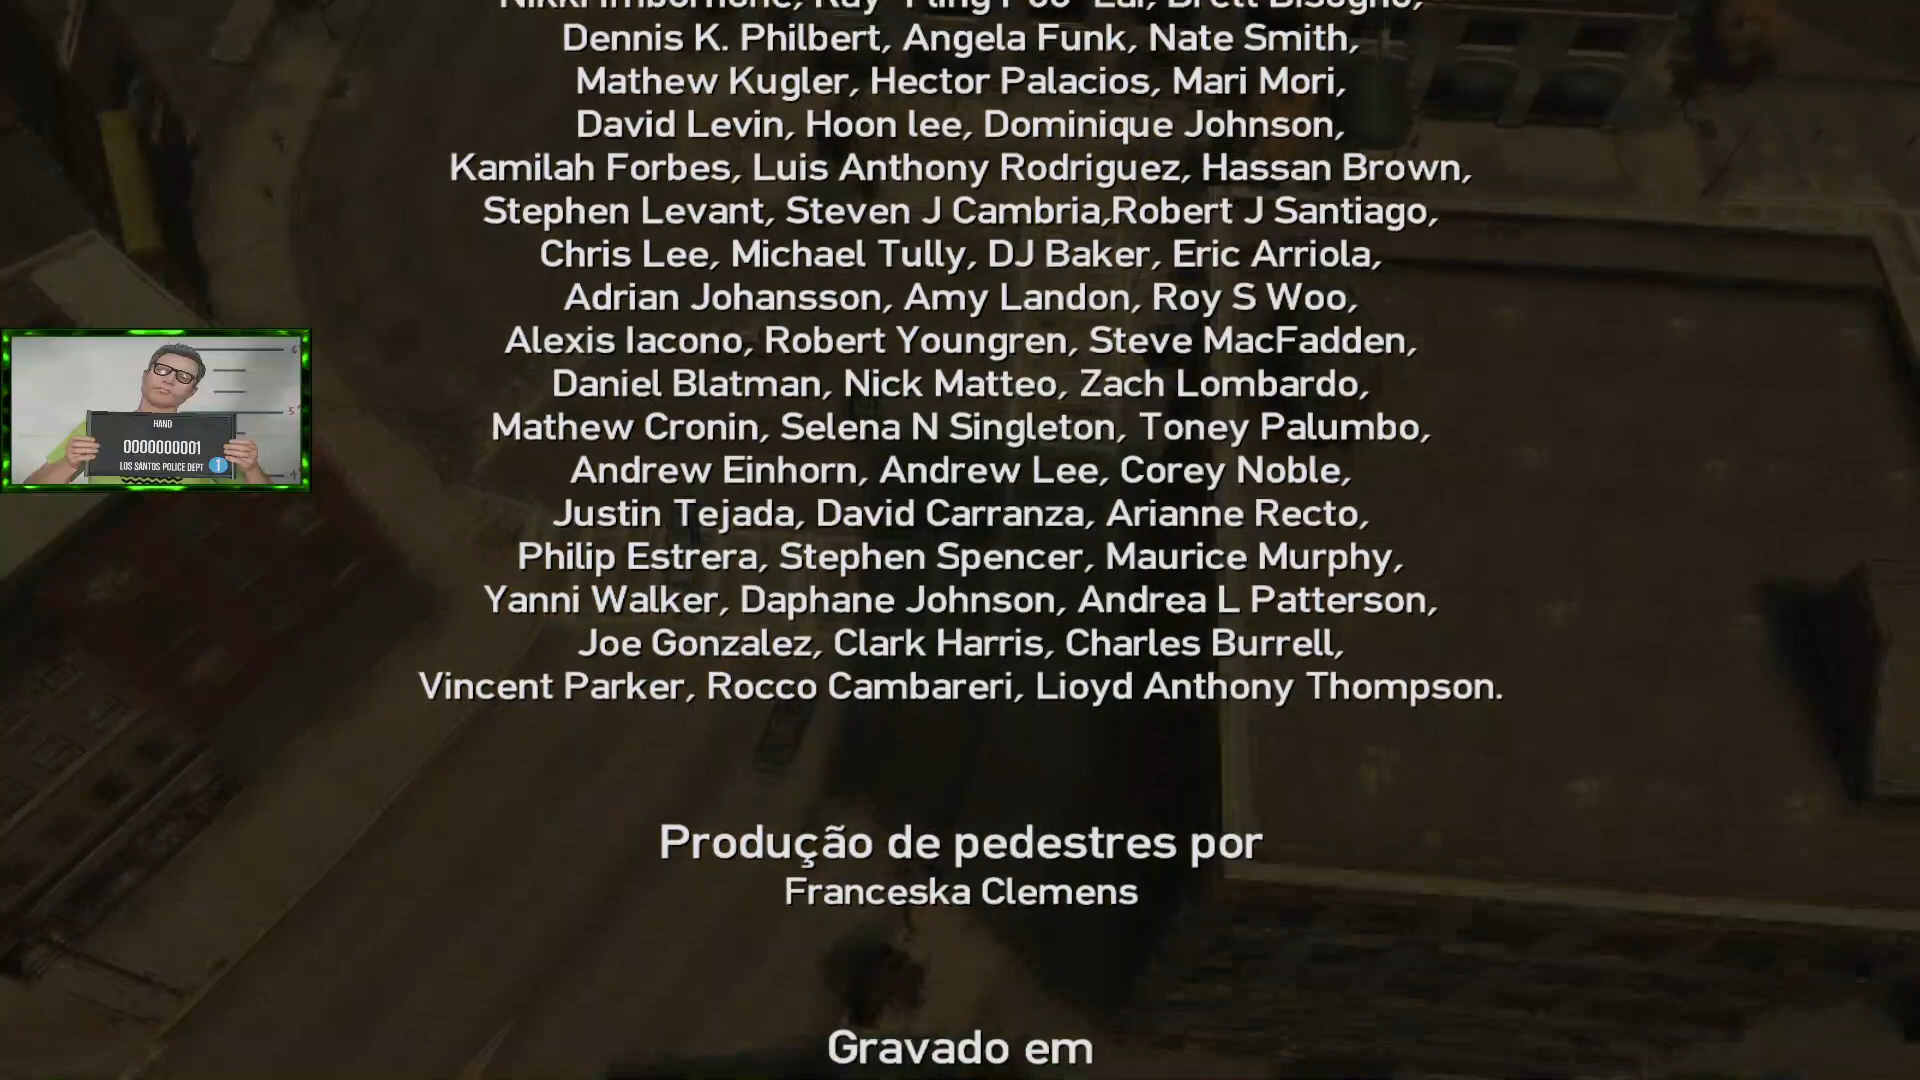 Dennis K. Philbert, Angela Funk, Nate Smith,
Mathew Kugler, Hector Palacios, Mari Mori,
David Levin, Hoon lee, Dominique Johnson,
Kamilah Forbes, Luis Anthony Rodriguez, Hassan Brown,
Stephen Levant, Steven J Cambria,Robert J Santiago,
Chris Lee, Michael Tully, DJ Baker, Eric Arriola,
Adrian Johansson, Amy Landon, Roy S Woo,
Alexis Iacono, Robert Youngren, Steve MacFadden,
Daniel Blatman, Nick Matteo, Zach Lombardo,
Mathew Cronin, Selena N Singleton, Toney Palumbo,
Andrew Einhorn, Andrew Lee, Corey Noble,
Justin Tejada, David Carranza, Arianne Recto,
Philip Estrera, Stephen Spencer, Maurice Murphy,
Yanni Walker, Daphane Johnson, Andrea L Patterson,
Joe Gonzalez, Clark Harris, Charles Burrell,
Vincent Parker, Rocco Cambareri, Lioyd Anthony Thompson.
Produção de pedestres por
Franceska Clemens
Gravado em
HAND
0000000001
LOS SANTOS POLICE DEPT 1